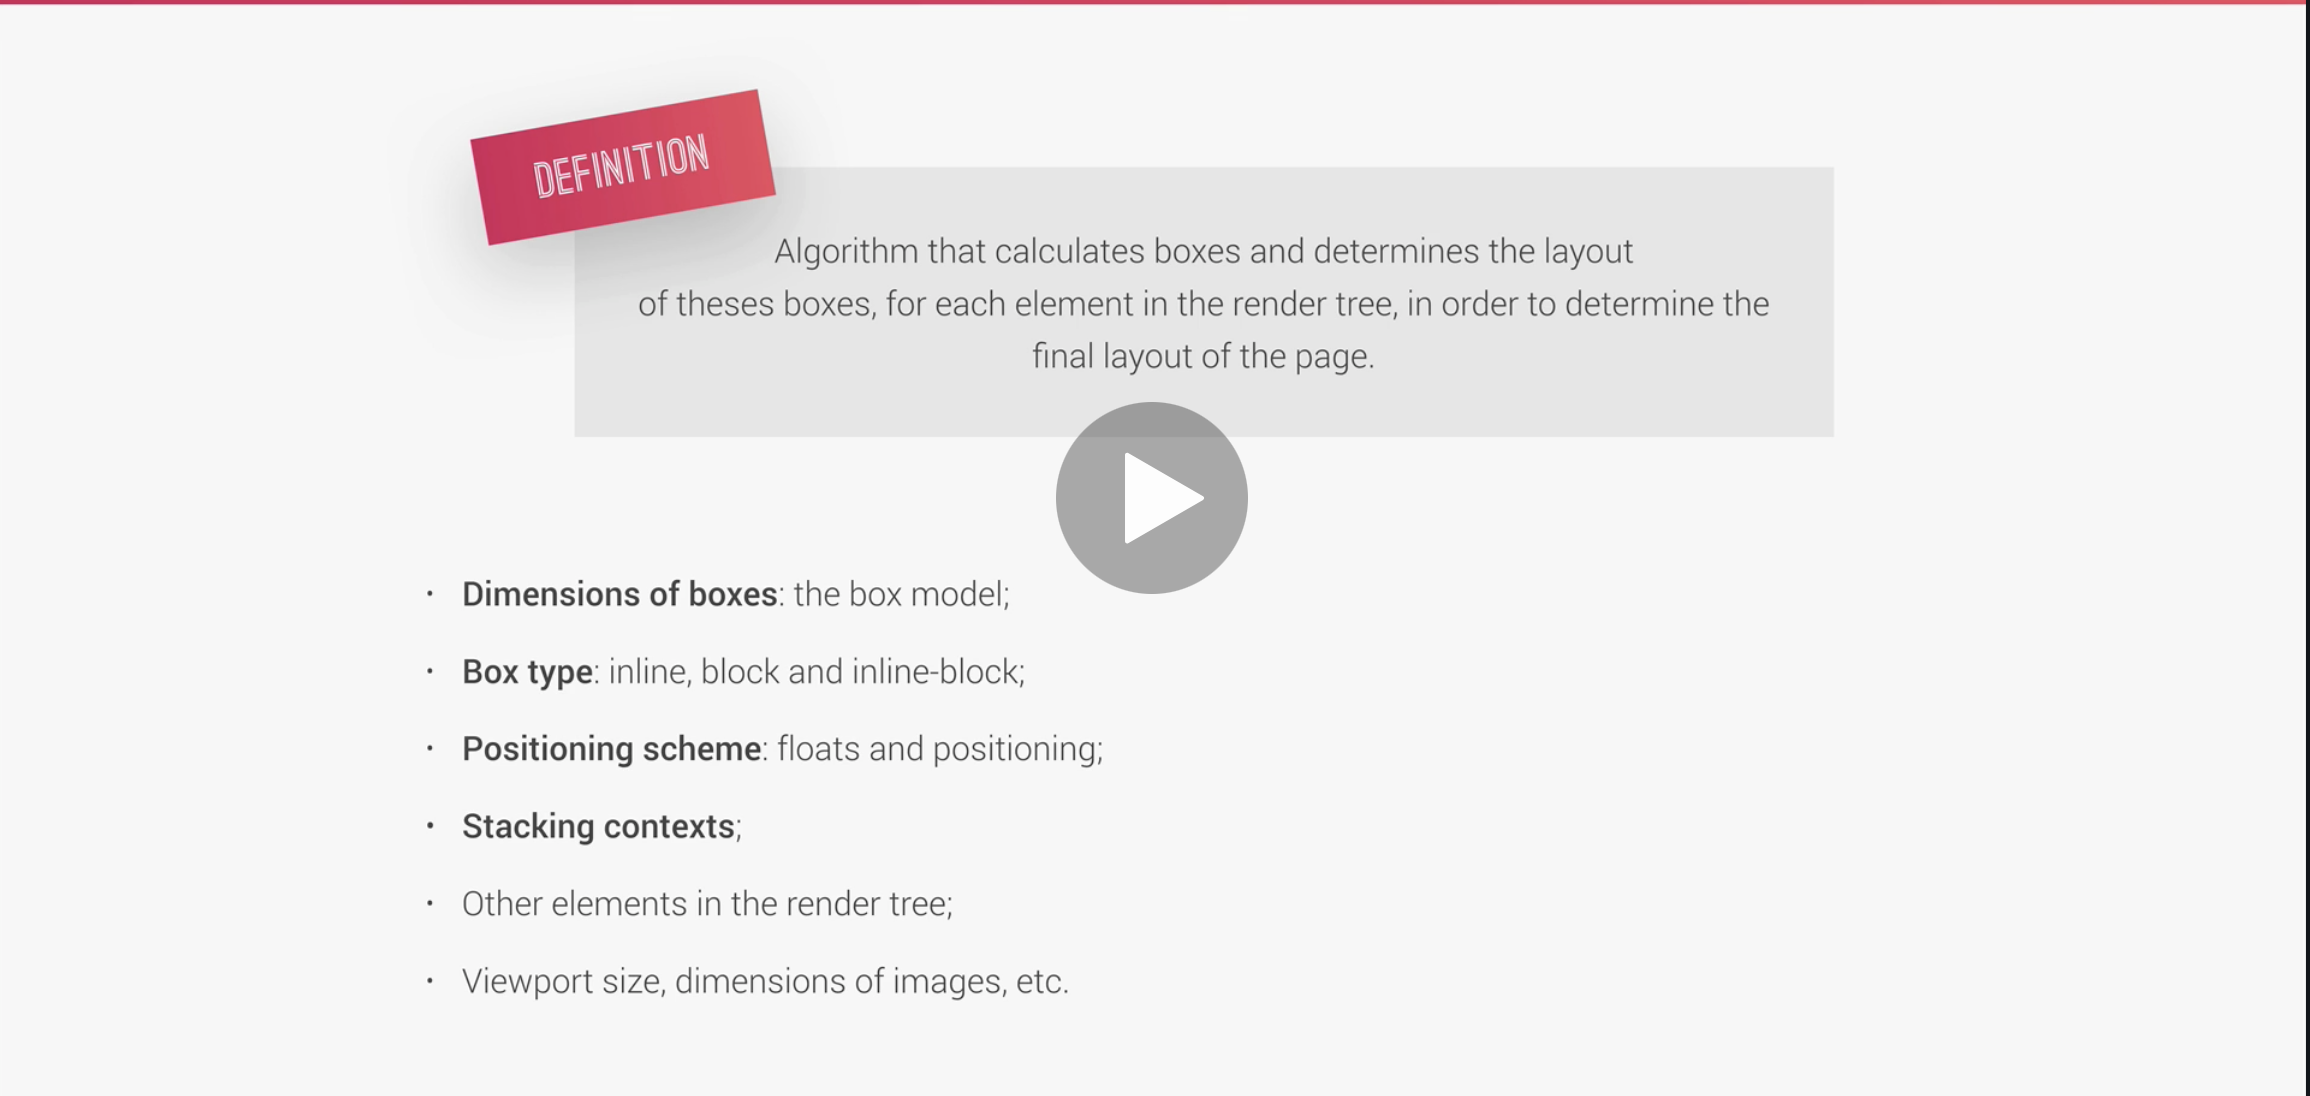 DEFINITION
Algorithm that calculates boxes and determines the layout
of theses boxes, for each element in the render tree, in order to determine the
final layout of the page.
• Dimensions of boxes: the box model;
• Box type: inline, block and inline-block;
• Positioning scheme: floats and positioning;
• Stacking contexts;
• Other elements in the render tree;
• Viewport size, dimensions of images, etc.